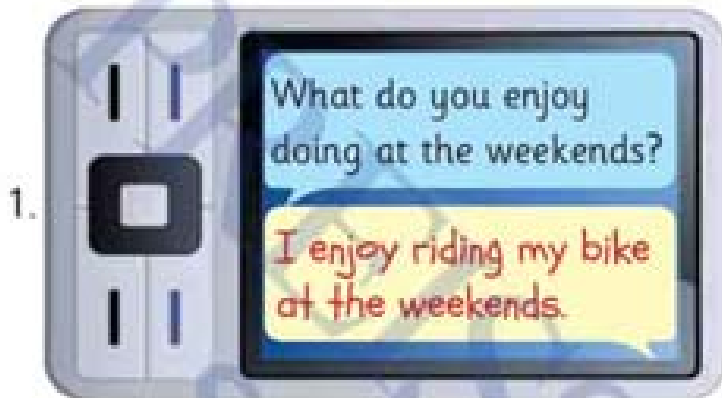 1.
What do you enjoy
doing at the weekends?
I enjoy riding my bike
at the weekends.